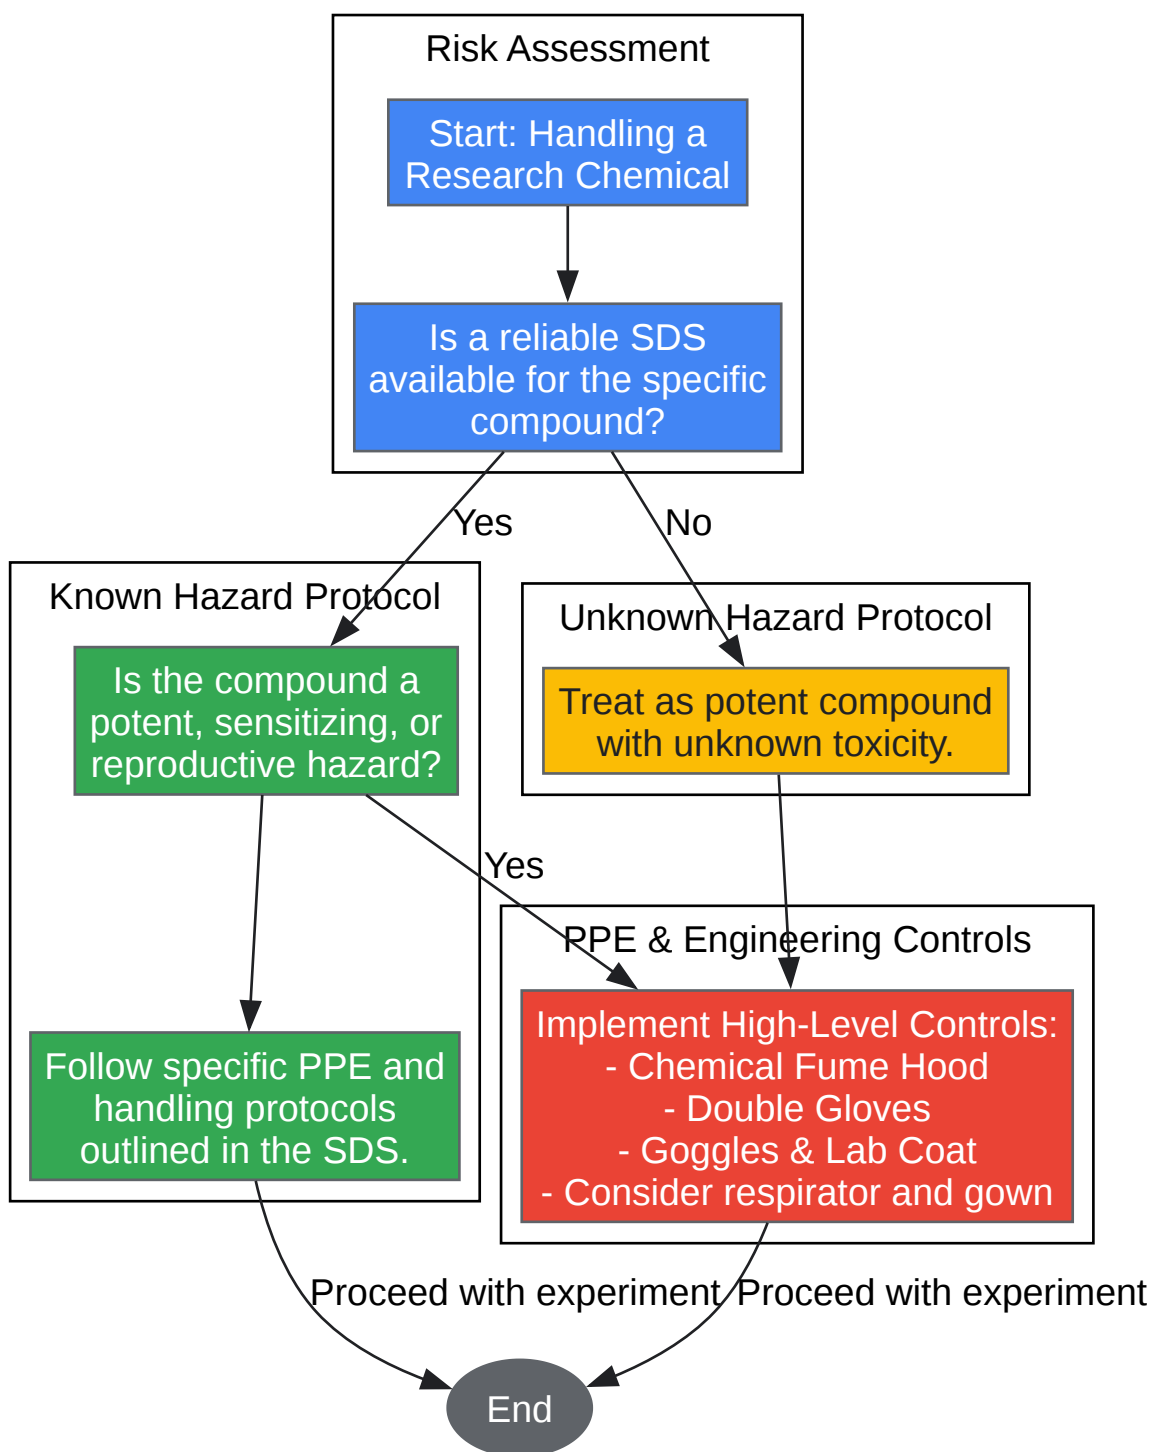 Risk Assessment
Start: Handling a
Research Chemical
Is a reliable SDS
available for the specific
compound?
Yes
No
Known Hazard Protocol
Unknown Hazard Protocol
Is the compound a
potent, sensitizing, or
reproductive hazard?
Treat as potent compound
with unknown toxicity.
Yes
PPE & Engineering Controls
Follow specific PPE and
handling protocols
outlined in the SDS.
Implement High-Level Controls:
- Chemical Fume Hood
- Double Gloves
- Goggles & Lab Coat
- Consider respirator and gown
Proceed with experiment
Proceed with experiment
End